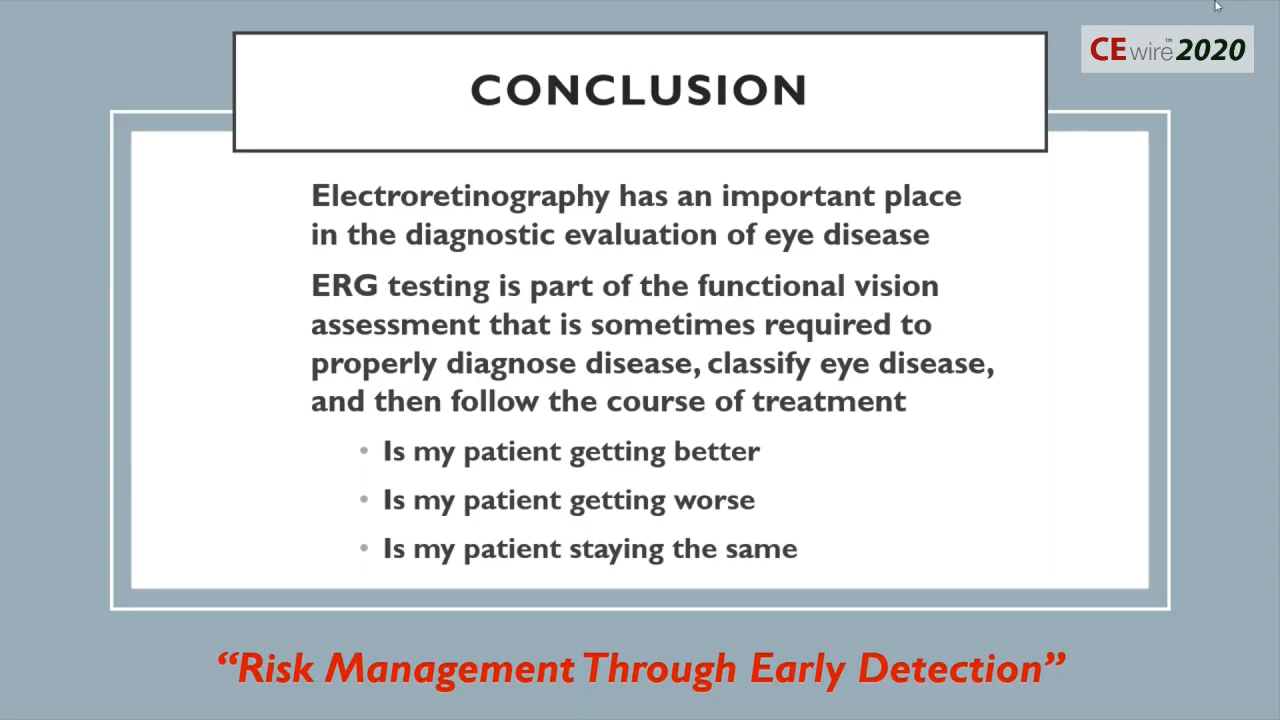 CEwire™2020
CONCLUSION
Electroretinography has an important place
in the diagnostic evaluation of eye disease
ERG testing is part of the functional vision
assessment that is sometimes required to
properly diagnose disease, classify eye disease,
and then follow the course of treatment
• Is my patient getting better
• Is my patient getting worse
• Is my patient staying the same
“Risk Management Through Early Detection”